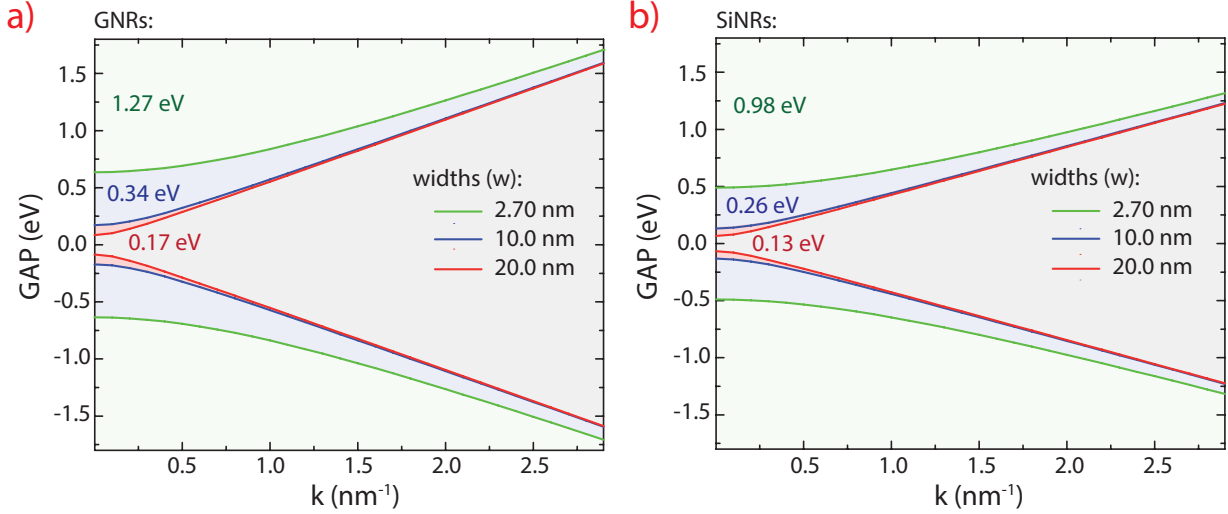 a)
GNRs:
1.5
1.0
0.5
0.0
-0.5
-1.0
-1.5
GAP (eV)
1.27 eV
0.34 eV
0.17 eV
widths (w):
2.70 nm
10.0 nm
20.0 nm
0.5 1.0 1.5 2.0 2.5
k (nm⁻¹)
b)
SiNRs:
1.5
1.0
0.5
0.0
-0.5
-1.0
-1.5
GAP (eV)
0.98 eV
0.26 eV
0.13 eV
widths (w):
2.70 nm
10.0 nm
20.0 nm
0.5 1.0 1.5 2.0 2.5
k (nm⁻¹)